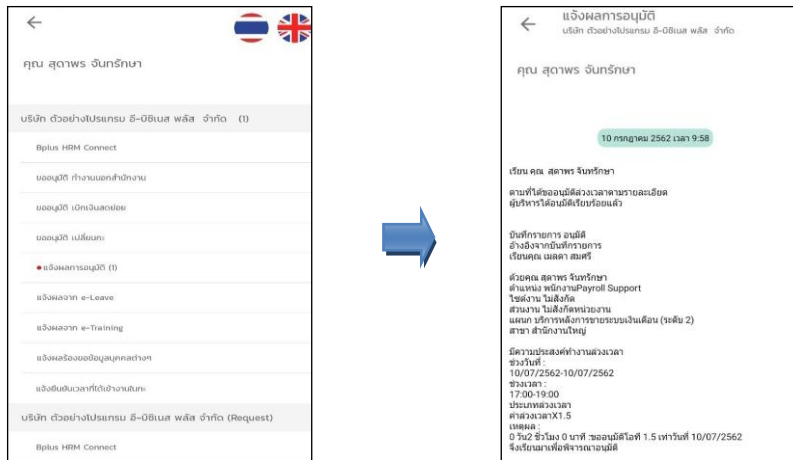 คุณ สุดาพร จันทรักษา
บริษัท ตัวอย่างโปรแกรม อี-บิซิเนส พลัส จำกัด (1)
Bplus HRM Connect
ขออนุมัติ ทำงานนอกสำนักงาน
ขออนุมัติ เบิกเงินสดย่อย
ขออนุมัติ เปลี่ยนกะ
แจ้งผลการอนุมัติ (1)
แจ้งผลจาก e-Leave
แจ้งผลจาก e-Training
แจ้งผลร้องขอข้อมูลบุคคลต่างๆ
แจ้งยืนยันเวลาที่ได้เข้างานในกะ
บริษัท ตัวอย่างโปรแกรม อี-บิซิเนส พลัส จำกัด (Request)
Bplus HRM Connect
แจ้งผลการอนุมัติ
บริษัท ตัวอย่างโปรแกรม อี-บิซิเนส พลัส จำกัด
คุณ สุดาพร จันทรักษา
10 กรกฎาคม 2562 เวลา 9:58
เรียน คุณ สุดาพร จันทรักษา
ตามที่ได้ขออนุมัติล่วงเวลาตามรายละเอียด
ผู้บริหารได้อนุมัติเรียบร้อยแล้ว
บันทึกรายการ อนุมัติ
อ้างอิงจากบันทึกรายการ
เรียนคุณ เมลดา สมศรี
ด้วยคุณ สุดาพร จันทรักษา
ตำแหน่ง พนักงานPayroll Support
ไซด์งาน ไม่สังกัด
ส่วนงาน ไม่สังกัดหน่วยงาน
แผนก บริการหลังการขายระบบเงินเดือน (ระดับ 2)
สาขา สำนักงานใหญ่
มีความประสงค์ทำงานล่วงเวลา
ช่วงวันที่ :
10/07/2562-10/07/2562
ช่วงเวลา :
17:00-19:00
ประเภทล่วงเวลา
ค่าล่วงเวลาX1.5
เหตุผล :
0 วัน2 ชั่วโมง 0 นาที :ขออนุมัติโอที 1.5 เท่าวันที่ 10/07/2562
จึงเรียนมาเพื่อพิจารณาอนุมัติ